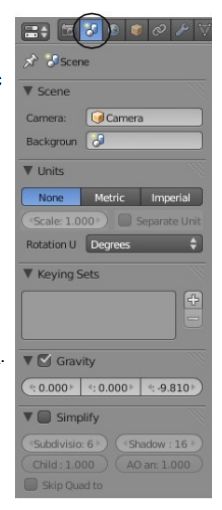 Scene
▼ Scene
Camera: Camera
Backgroun
▼ Units
None Metric Imperial
Scale: 1.000 Separate Unit
Rotation U Degrees
▼ Keying Sets
▼ Gravity
0.000 0.000 -9.810
▼ Simplify
Subdivisio: 6 Shadow : 16
Child : 1.000 AO an: 1.000
Skip Quad to